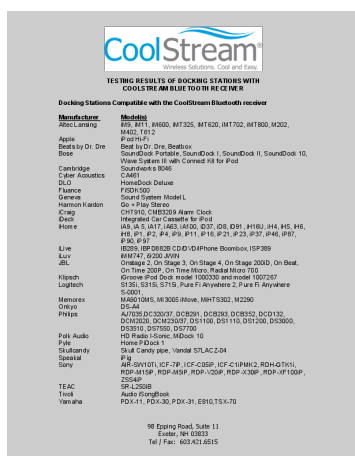 CoolStream®
Wireless Solutions. Cool and Easy.
TESTING RESULTS OF DOCKING STATIONS WITH
COOLSTREAM BLUETOOTH RECEIVER
Docking Stations Compatible with the CoolStream Bluetooth receiver
Manufacturer Model(s)
Altec Lansing iM9, iM11, iM600, iMT325, iMT620, iMT702, iMT800, M202,
M402, T612
Apple iPod Hi-Fi
Beats by Dr. Dre Beat by Dr. Dre, Beatbox
Bose SoundDock Portable, SoundDock I, SoundDock II, SoundDock 10,
Wave System III with Connect Kit for iPod
Cambridge Soundworks 8046
Cyber Acoustics CA461
DLO HomeDock Deluxe
Fluance FISDK500
Geneva Sound System Model L
Harmon Kardon Go + Play Stereo
iCraig CHT910, CMB3209 Alarm Clock
iDeck Integrated Car Cassette for iPod
iHome iA9, iA5, iA17, iA63, iA100, iD37, iD8, iD91, iH16U, iH4, iH5, iH6,
iH8, iP1, iP2, iP4, iP9, iP11, iP16, iP21, iP23, iP37, iP46, iP87,
iP90, iP97
iLive IB289, IBPD882B CD/DVD/iPhone Boombox, ISP389
iLuv iMM747, i9200 JWIN
JBL Onstage 2, On Stage 3, On Stage 4, On Stage 200iD, On Beat,
On Time 200P, On Time Micro, Radial Micro 700
Klipsch iGroove iPod Dock model 1000330 and model 1007267
Logitech S135i, S315i, S715i, Pure Fi Anywhere 2, Pure Fi Anywhere
S-0001,
Memorex MA9010MS, MI3005 iMove, MiHTS302, M2290
Onkyo DS-A4
Philips AJ7035, DC320/37, DCB291, DCB293, DCB352, DCD132,
DCM2020, DCM230/37, DS1100, DS1110, DS1200, DS3000,
DS3510, DS7550, DS7700
Polk Audio HD Radio I-Sonic, MiDock 10
Pyle Home PiDock 1
Skullcandy Skull Candy pipe, Vandal S7LACZ-04
Speakal iPig
Sony AiR-SW10Ti, ICF-7iP, ICF-C05iP, ICF-C1iPMK2, RDH-GTK1i,
RDP-M15iP, RDP-M5iP, RDP-V20iP, RDP-X30iP, RDP-XF100iP,
ZSS4iP
TEAC SR-L250iB
Tivoli Audio iSongBook
Yamaha PDX-11, PDX-30, PDX-31, E810, TSX-70
98 Epping Road, Suite 11
Exeter, NH 03833
Tel / Fax: 603.421.6515